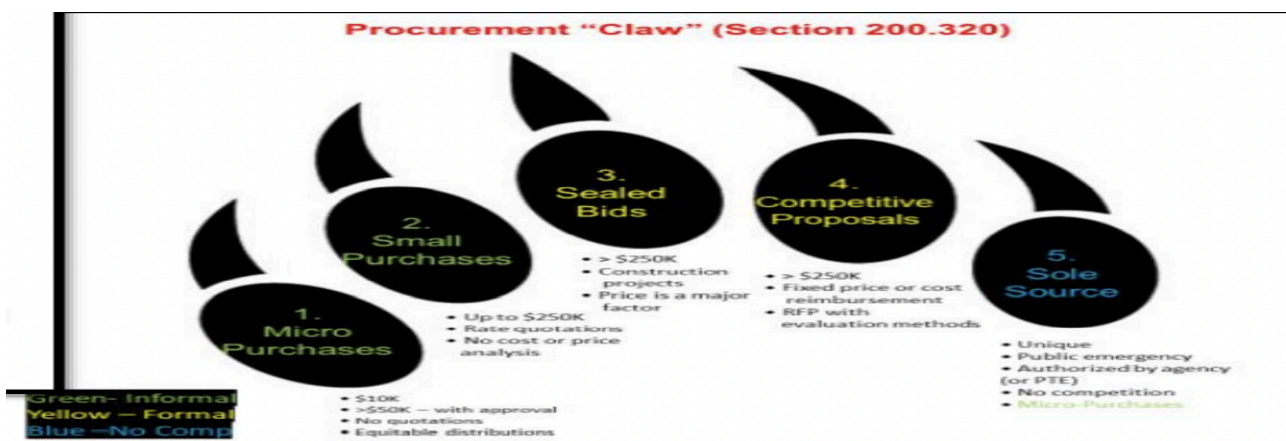 Procurement “Claw” (Section 200.320)
1.
Micro
Purchases
• $10K
• >$50K – with approval
• No quotations
• Equitable distributions
2.
Small
Purchases
• Up to $250K
• Rate quotations
• No cost or price
analysis
3.
Sealed
Bids
• > $250K
• Construction
projects
• Price is a major
factor
4.
Competitive
Proposals
• > $250K
• Fixed price or cost
reimbursement
• RFP with
evaluation methods
5.
Sole
Source
• Unique
• Public emergency
• Authorized by agency
(or PTE)
• No competition
• Micro-Purchases
Green- Informal
Yellow – Formal
Blue –No Comp